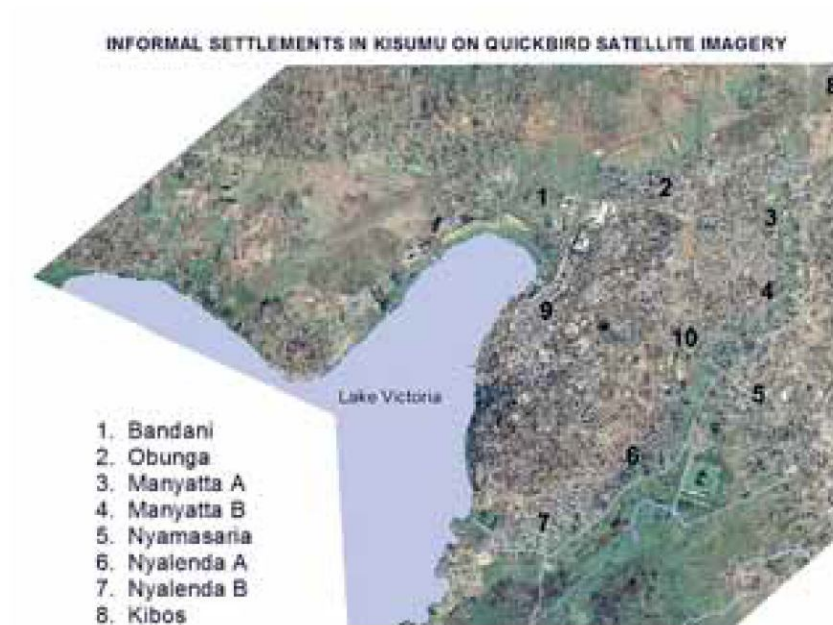 INFORMAL SETTLEMENTS IN KISUMU ON QUICKBIRD SATELLITE IMAGERY
8
1
2
3
4
9
10
5
6
7
Lake Victoria
1. Bandani
2. Obunga
3. Manyatta A
4. Manyatta B
5. Nyamasaria
6. Nyalenda A
7. Nyalenda B
8. Kibos